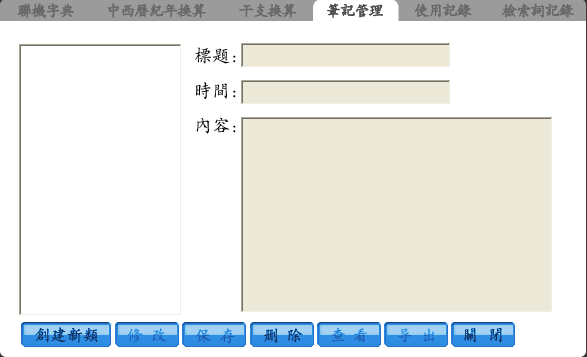 聯機字典 中西曆紀年換算 干支換算 筆記管理 使用記錄 檢索詞記錄
標題:
時間:
內容:
創建新類 修 改 保 存 刪 除 查 看 导 出 關 閉